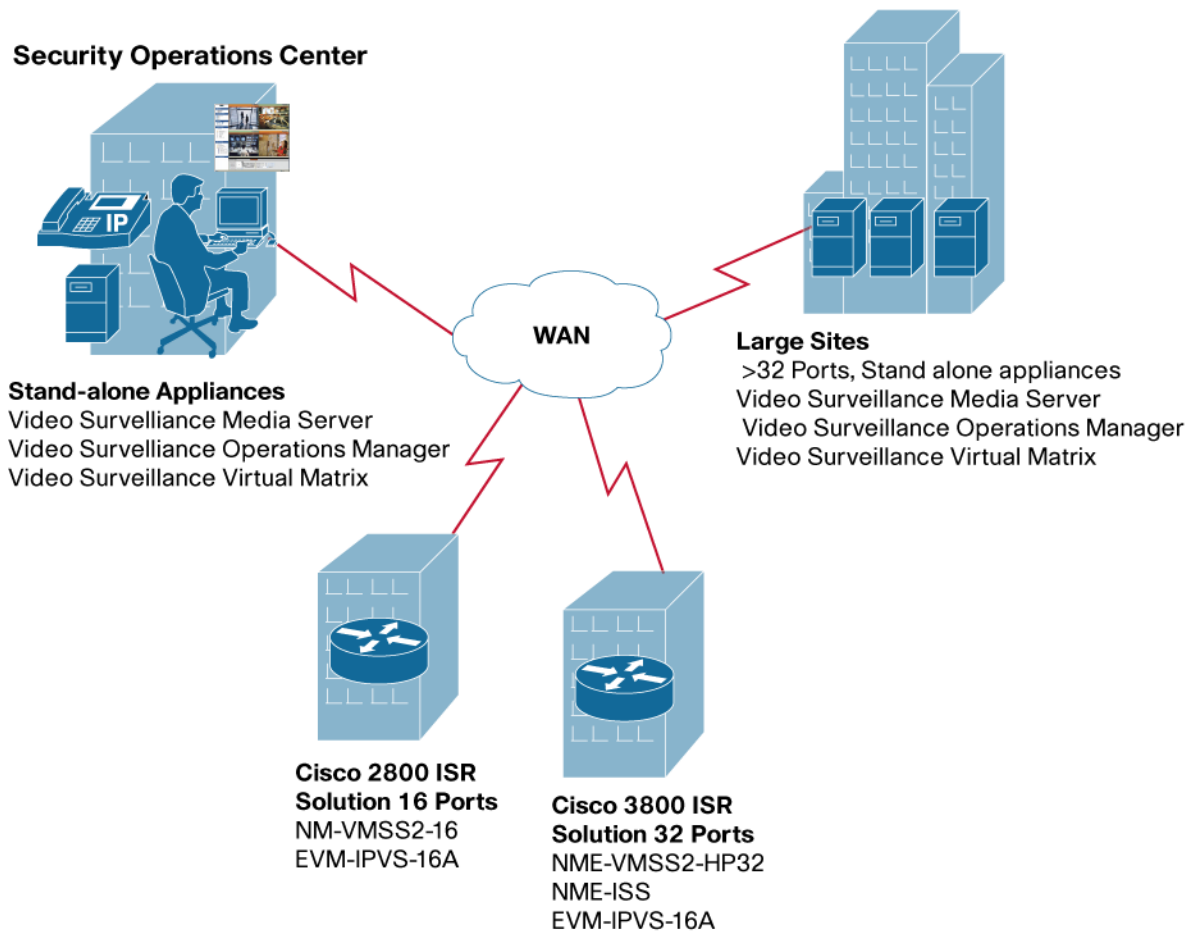 Security Operations Center
IP
Stand-alone Appliances
Video Survelliance Media Server
Video Survelliance Operations Manager
Video Surveillance Virtual Matrix
WAN
Large Sites
>32 Ports, Stand alone appliances
Video Surveillance Media Server
Video Surveillance Operations Manager
Video Surveillance Virtual Matrix
Cisco 2800 ISR
Solution 16 Ports
NM-VMSS2-16
EVM-IPVS-16A
Cisco 3800 ISR
Solution 32 Ports
NME-VMSS2-HP32
NME-ISS
EVM-IPVS-16A